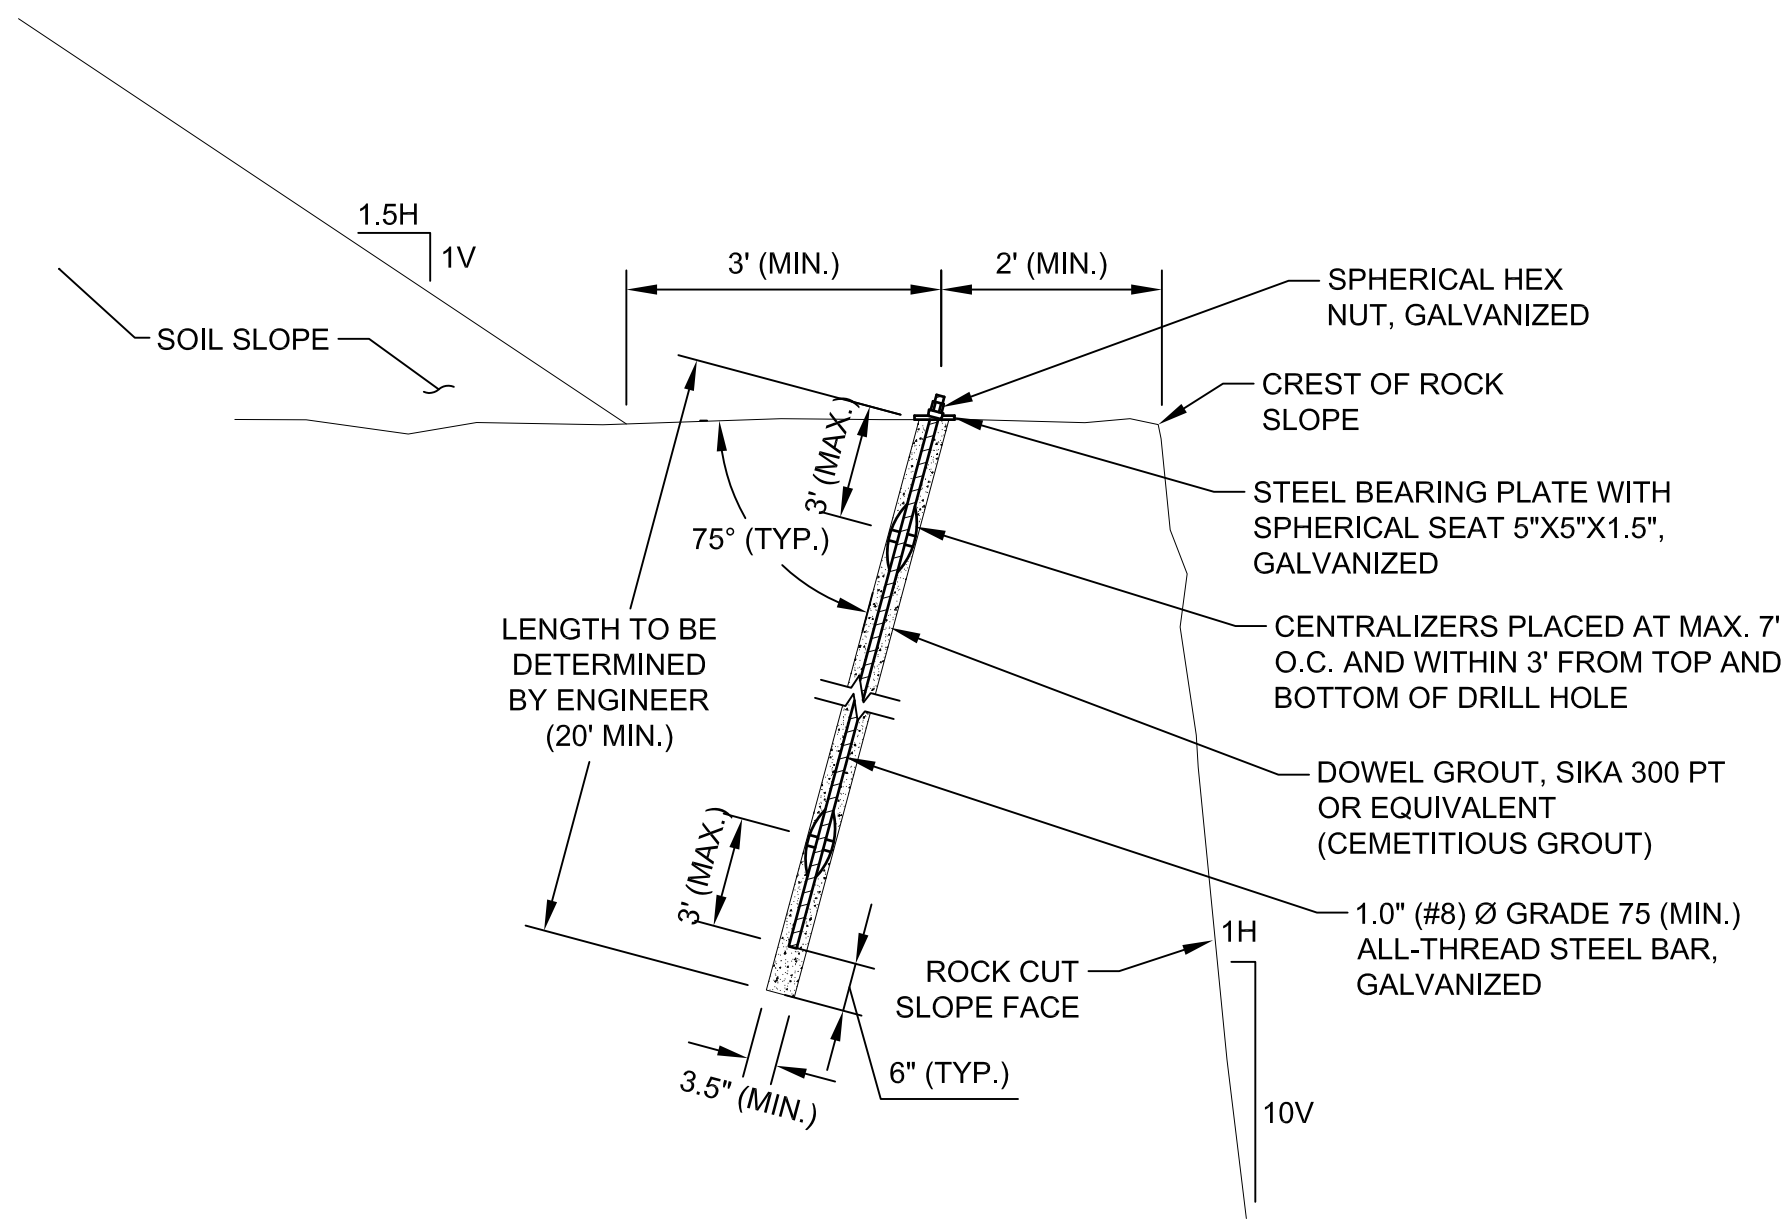 1.5H
1V
SOIL SLOPE
3' (MIN.)
2' (MIN.)
SPHERICAL HEX
NUT, GALVANIZED
CREST OF ROCK
SLOPE
3' (MAX.)
75° (TYP.)
STEEL BEARING PLATE WITH
SPHERICAL SEAT 5"X5"X1.5",
GALVANIZED
LENGTH TO BE
DETERMINED
BY ENGINEER
(20' MIN.)
CENTRALIZERS PLACED AT MAX. 7'
O.C. AND WITHIN 3' FROM TOP AND
BOTTOM OF DRILL HOLE
DOWEL GROUT, SIKA 300 PT
OR EQUIVALENT
(CEMETITIOUS GROUT)
3' (MAX.)
1.0" (#8) Ø GRADE 75 (MIN.)
ALL-THREAD STEEL BAR,
GALVANIZED
ROCK CUT
SLOPE FACE
1H
10V
6" (TYP.)
3.5" (MIN.)